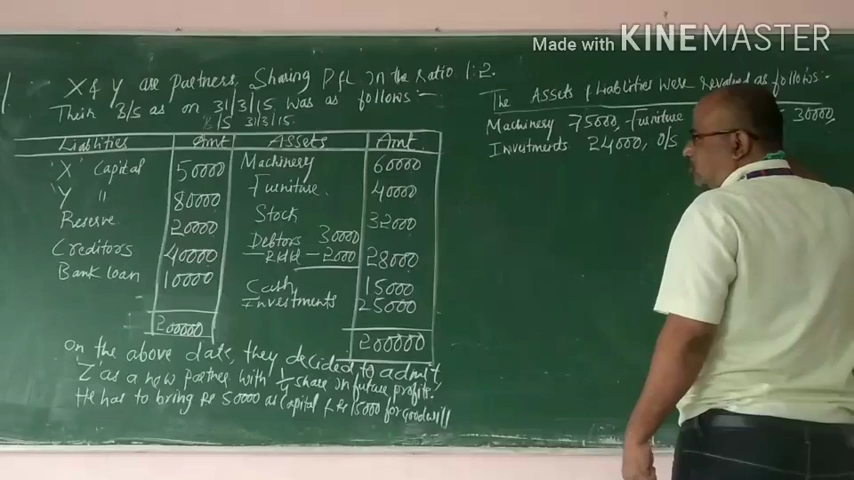 Made with KINEMASTER
X & Y are Partners, Sharing P&L in the ratio 1:2.
Their B/S as on 31/3/15 was as follows:-
B/S 31/3/15
Liablities Amt Assets Amt
'X' Capital 50000 Machinery 60000
'Y' " 80000 Furniture 40000
Reserve 20000 Stock 32000
Creditors 40000 Debtors 30000
Bank loan 10000 - RBDD - 2000 28000
Cash 15000
Investments 25000
200000 200000
On the above date, they decided to admit
'Z' as a new partner with 1/4 share in future profits.
He has to bring Rs 50000 as Capital & Rs 15000 for goodwill
The Assets & Liablities were Revalued as follows:-
Machinery 75000, Furniture 30000,
Investments 24000, O/s